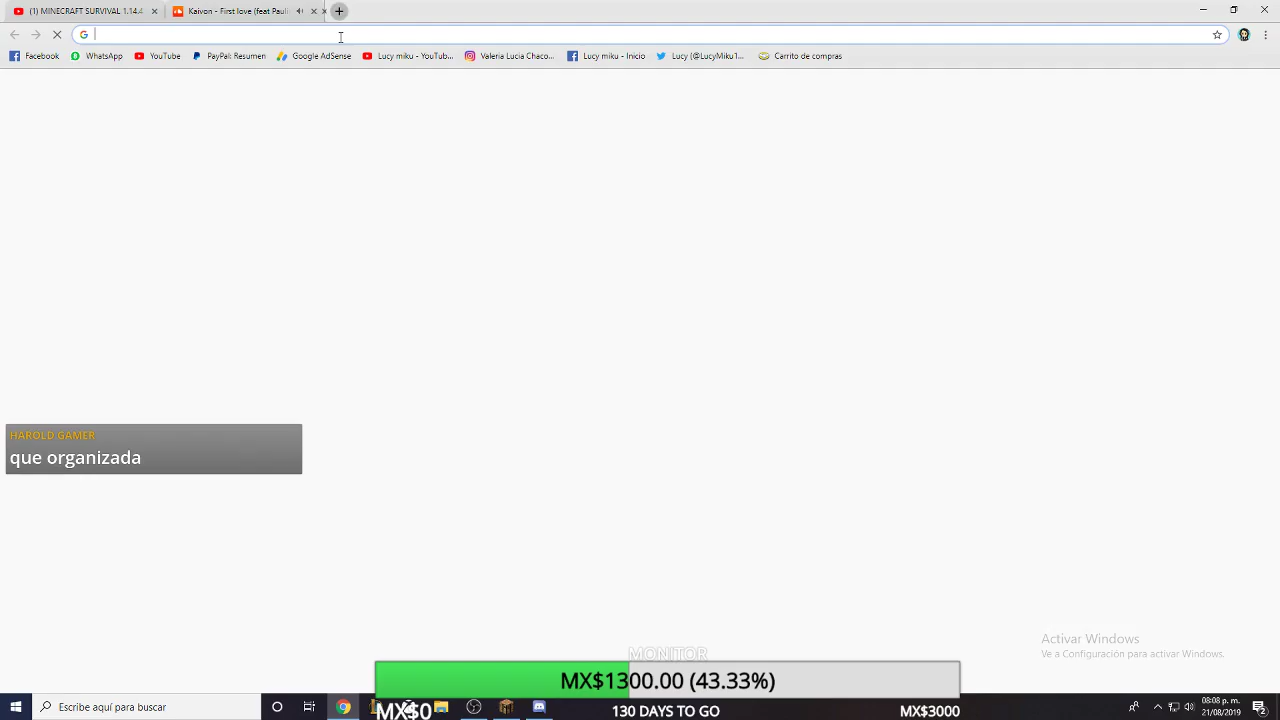 (1) MINECRAFT SURVIVAL 1.14.4
Kaivon - First love (feat Paulin
Facebook
WhatsApp
YouTube
PayPal Resumen
Google AdSense
Lucy miku - YouTub...
Valeria Lucia Chaco...
Lucy miku - Inicio
Lucy (@LucyMiku1...
Carrito de compras
HAROLD GAMER
que organizada
Activar Windows
Ve a Configuración para activar Windows.
MONITOR
MX$1300.00 (43.33%)
MX$0
130 DAYS TO GO
MX$3000
Escribe aquí para buscar
08:08 p. m.
21/08/2019
2